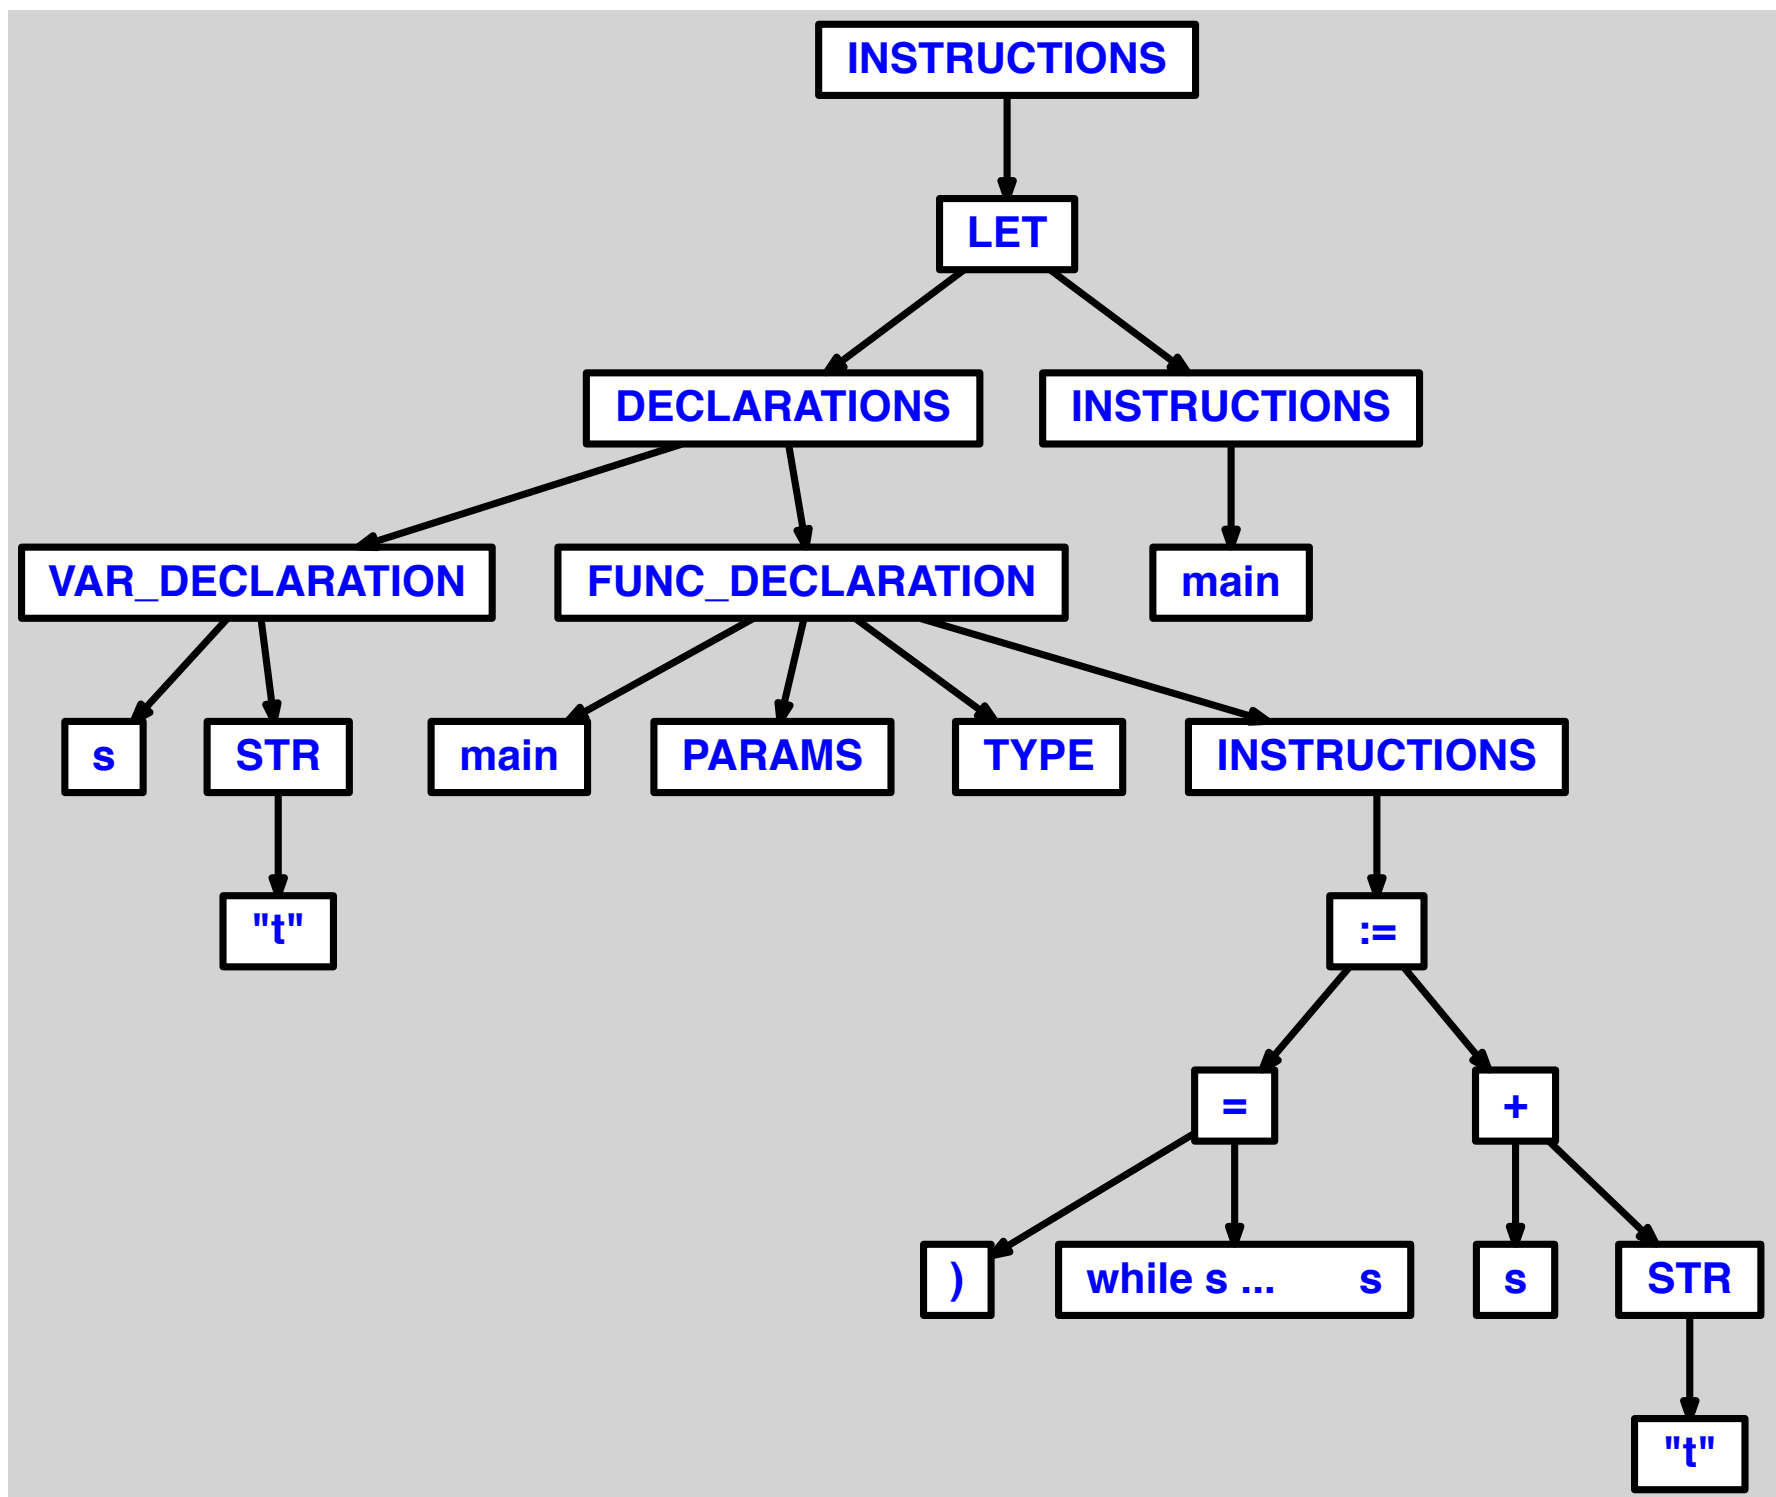 INSTRUCTIONS
LET
DECLARATIONS
INSTRUCTIONS
VAR_DECLARATION
FUNC_DECLARATION
main
s
STR
main
PARAMS
TYPE
INSTRUCTIONS
"t"
:=
=
+
)
while s ... s
s
STR
"t"